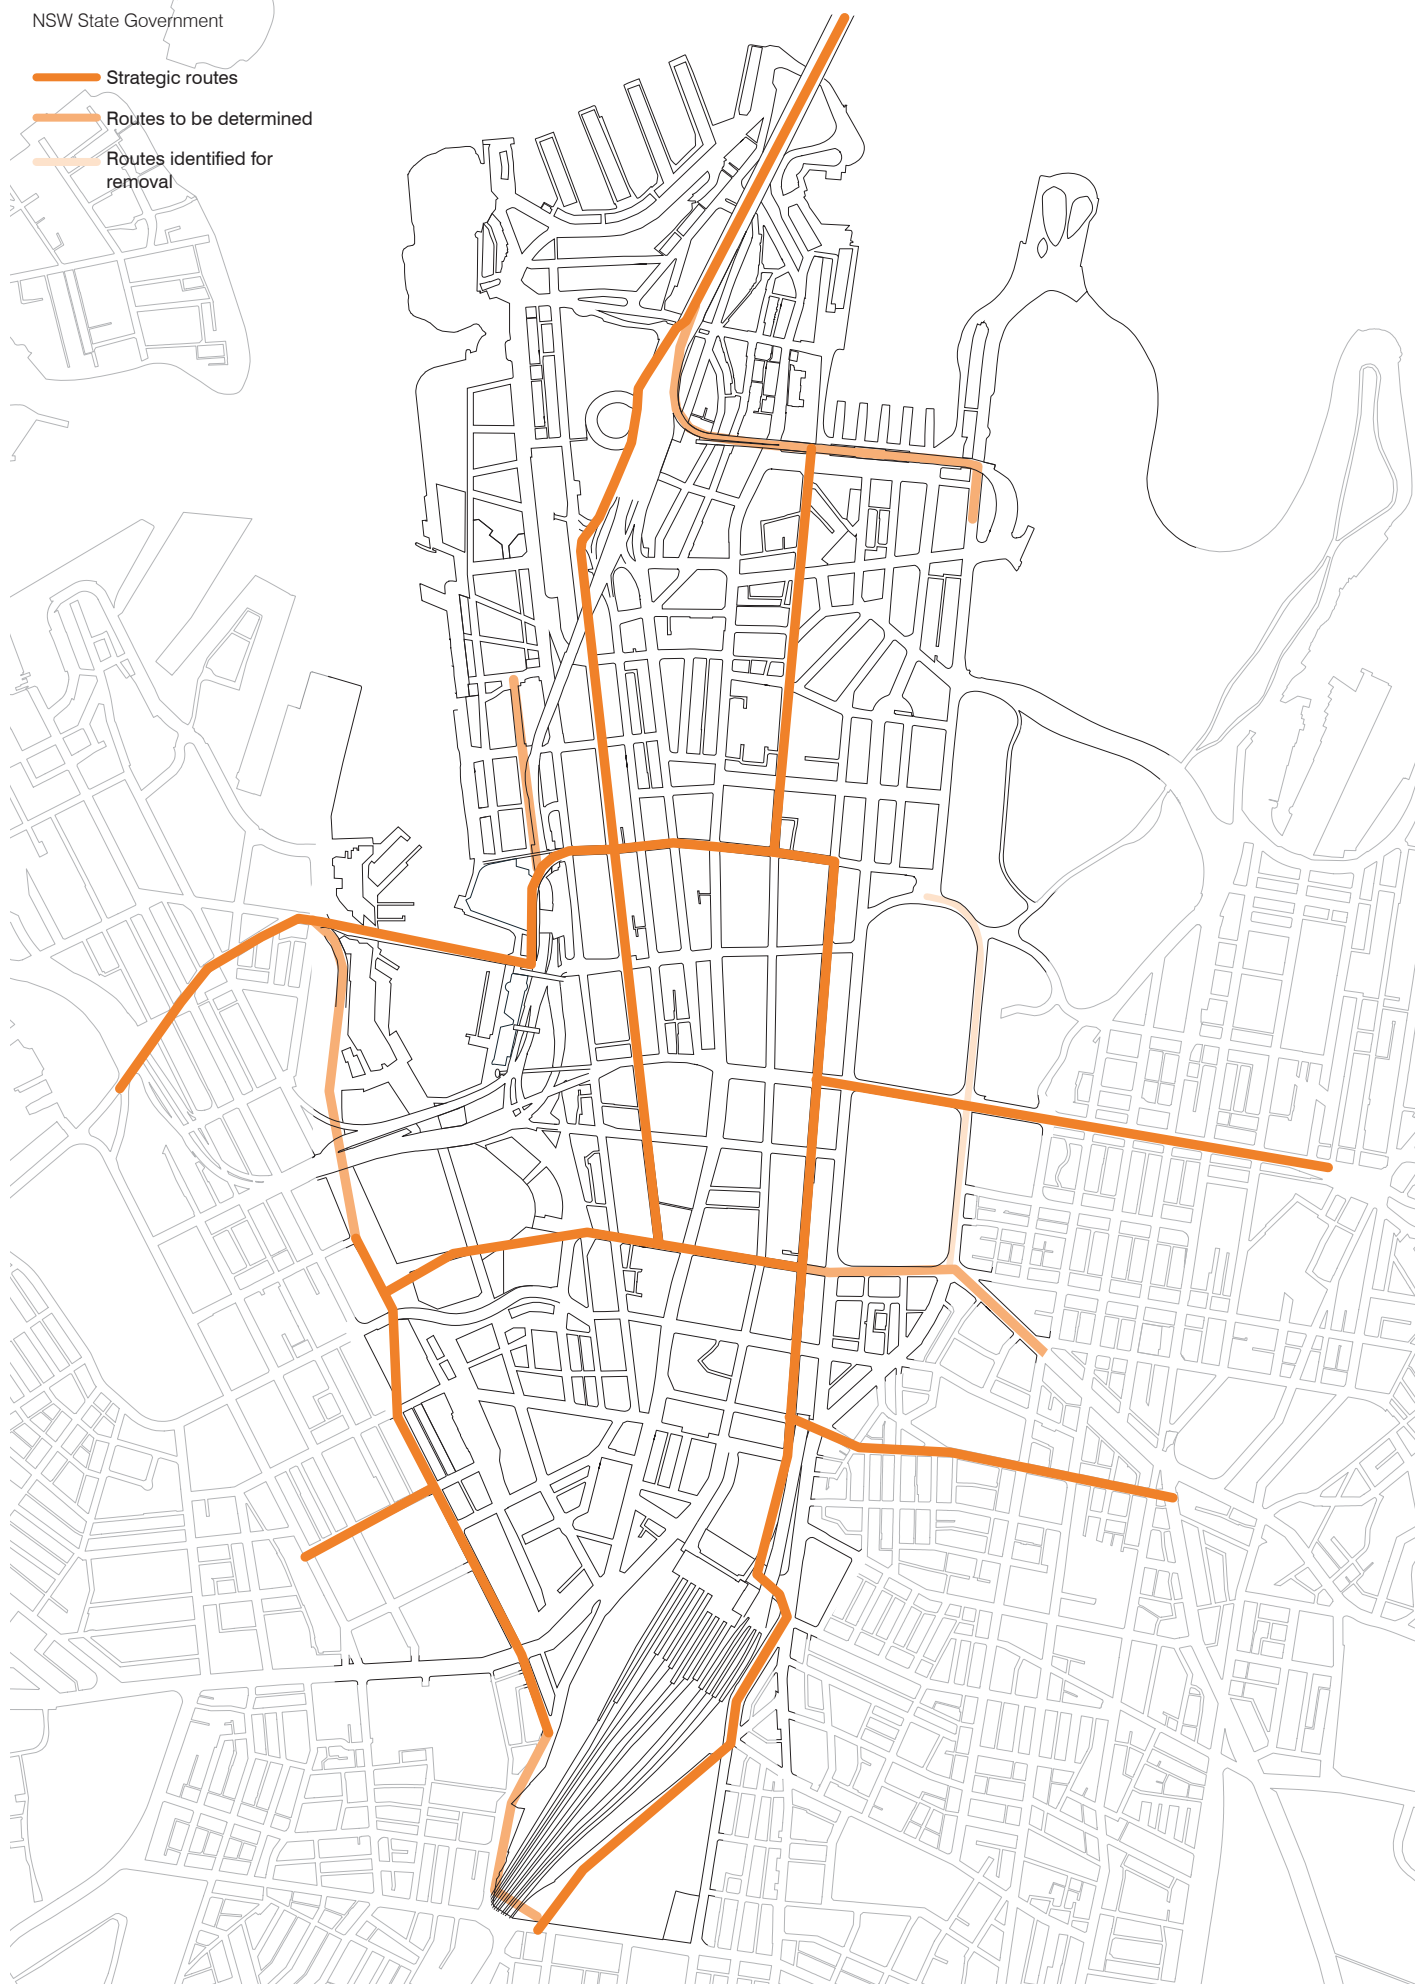 NSW State Government
Strategic routes
Routes to be determined
Routes identified for
removal